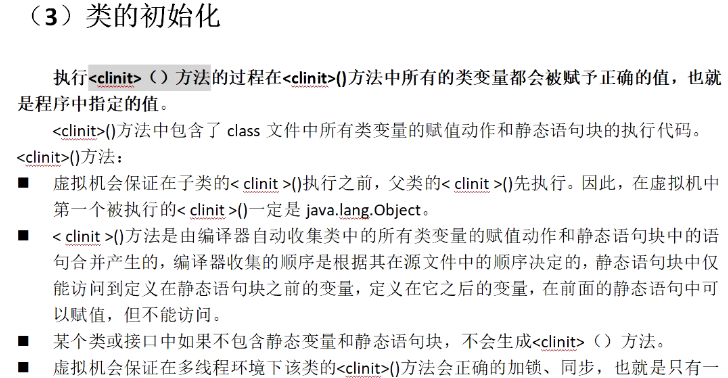 （3）类的初始化
执行<clinit>（）方法的过程在<clinit>()方法中所有的类变量都会被赋予正确的值，也就
是程序中指定的值。
<clinit>()方法中包含了 class 文件中所有类变量的赋值动作和静态语句块的执行代码。
<clinit>()方法：
■ 虚拟机会保证在子类的< clinit >()执行之前，父类的< clinit >()先执行。因此，在虚拟机中
第一个被执行的< clinit >()一定是 java.lang.Object。
■ < clinit >()方法是由编译器自动收集类中的所有类变量的赋值动作和静态语句块中的语
句合并产生的，编译器收集的顺序是根据其在源文件中的顺序决定的，静态语句块中仅
能访问到定义在静态语句块之前的变量，定义在它之后的变量，在前面的静态语句中可
以赋值，但不能访问。
■ 某个类或接口中如果不包含静态变量和静态语句块，不会生成<clinit>（）方法。
■ 虚拟机会保证在多线程环境下该类的<clinit>()方法会正确的加锁、同步，也就是只有一